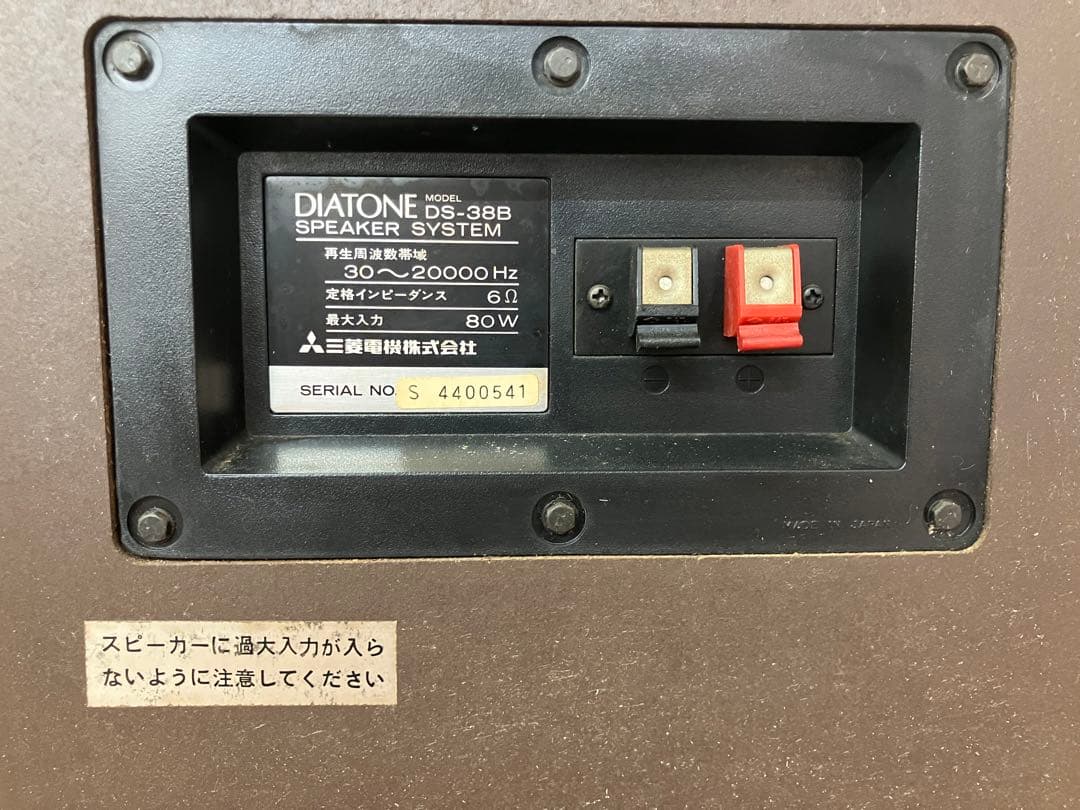 DIATONE MODEL DS-38B
SPEAKER SYSTEM
再生周波数帯域
30〜20000Hz
定格インピーダンス 6Ω
最大入力 80W
三菱電機株式会社
SERIAL NO. S 4400541
⊖ ⊕
MADE IN JAPAN
スピーカーに過大入力が入ら
ないように注意してください